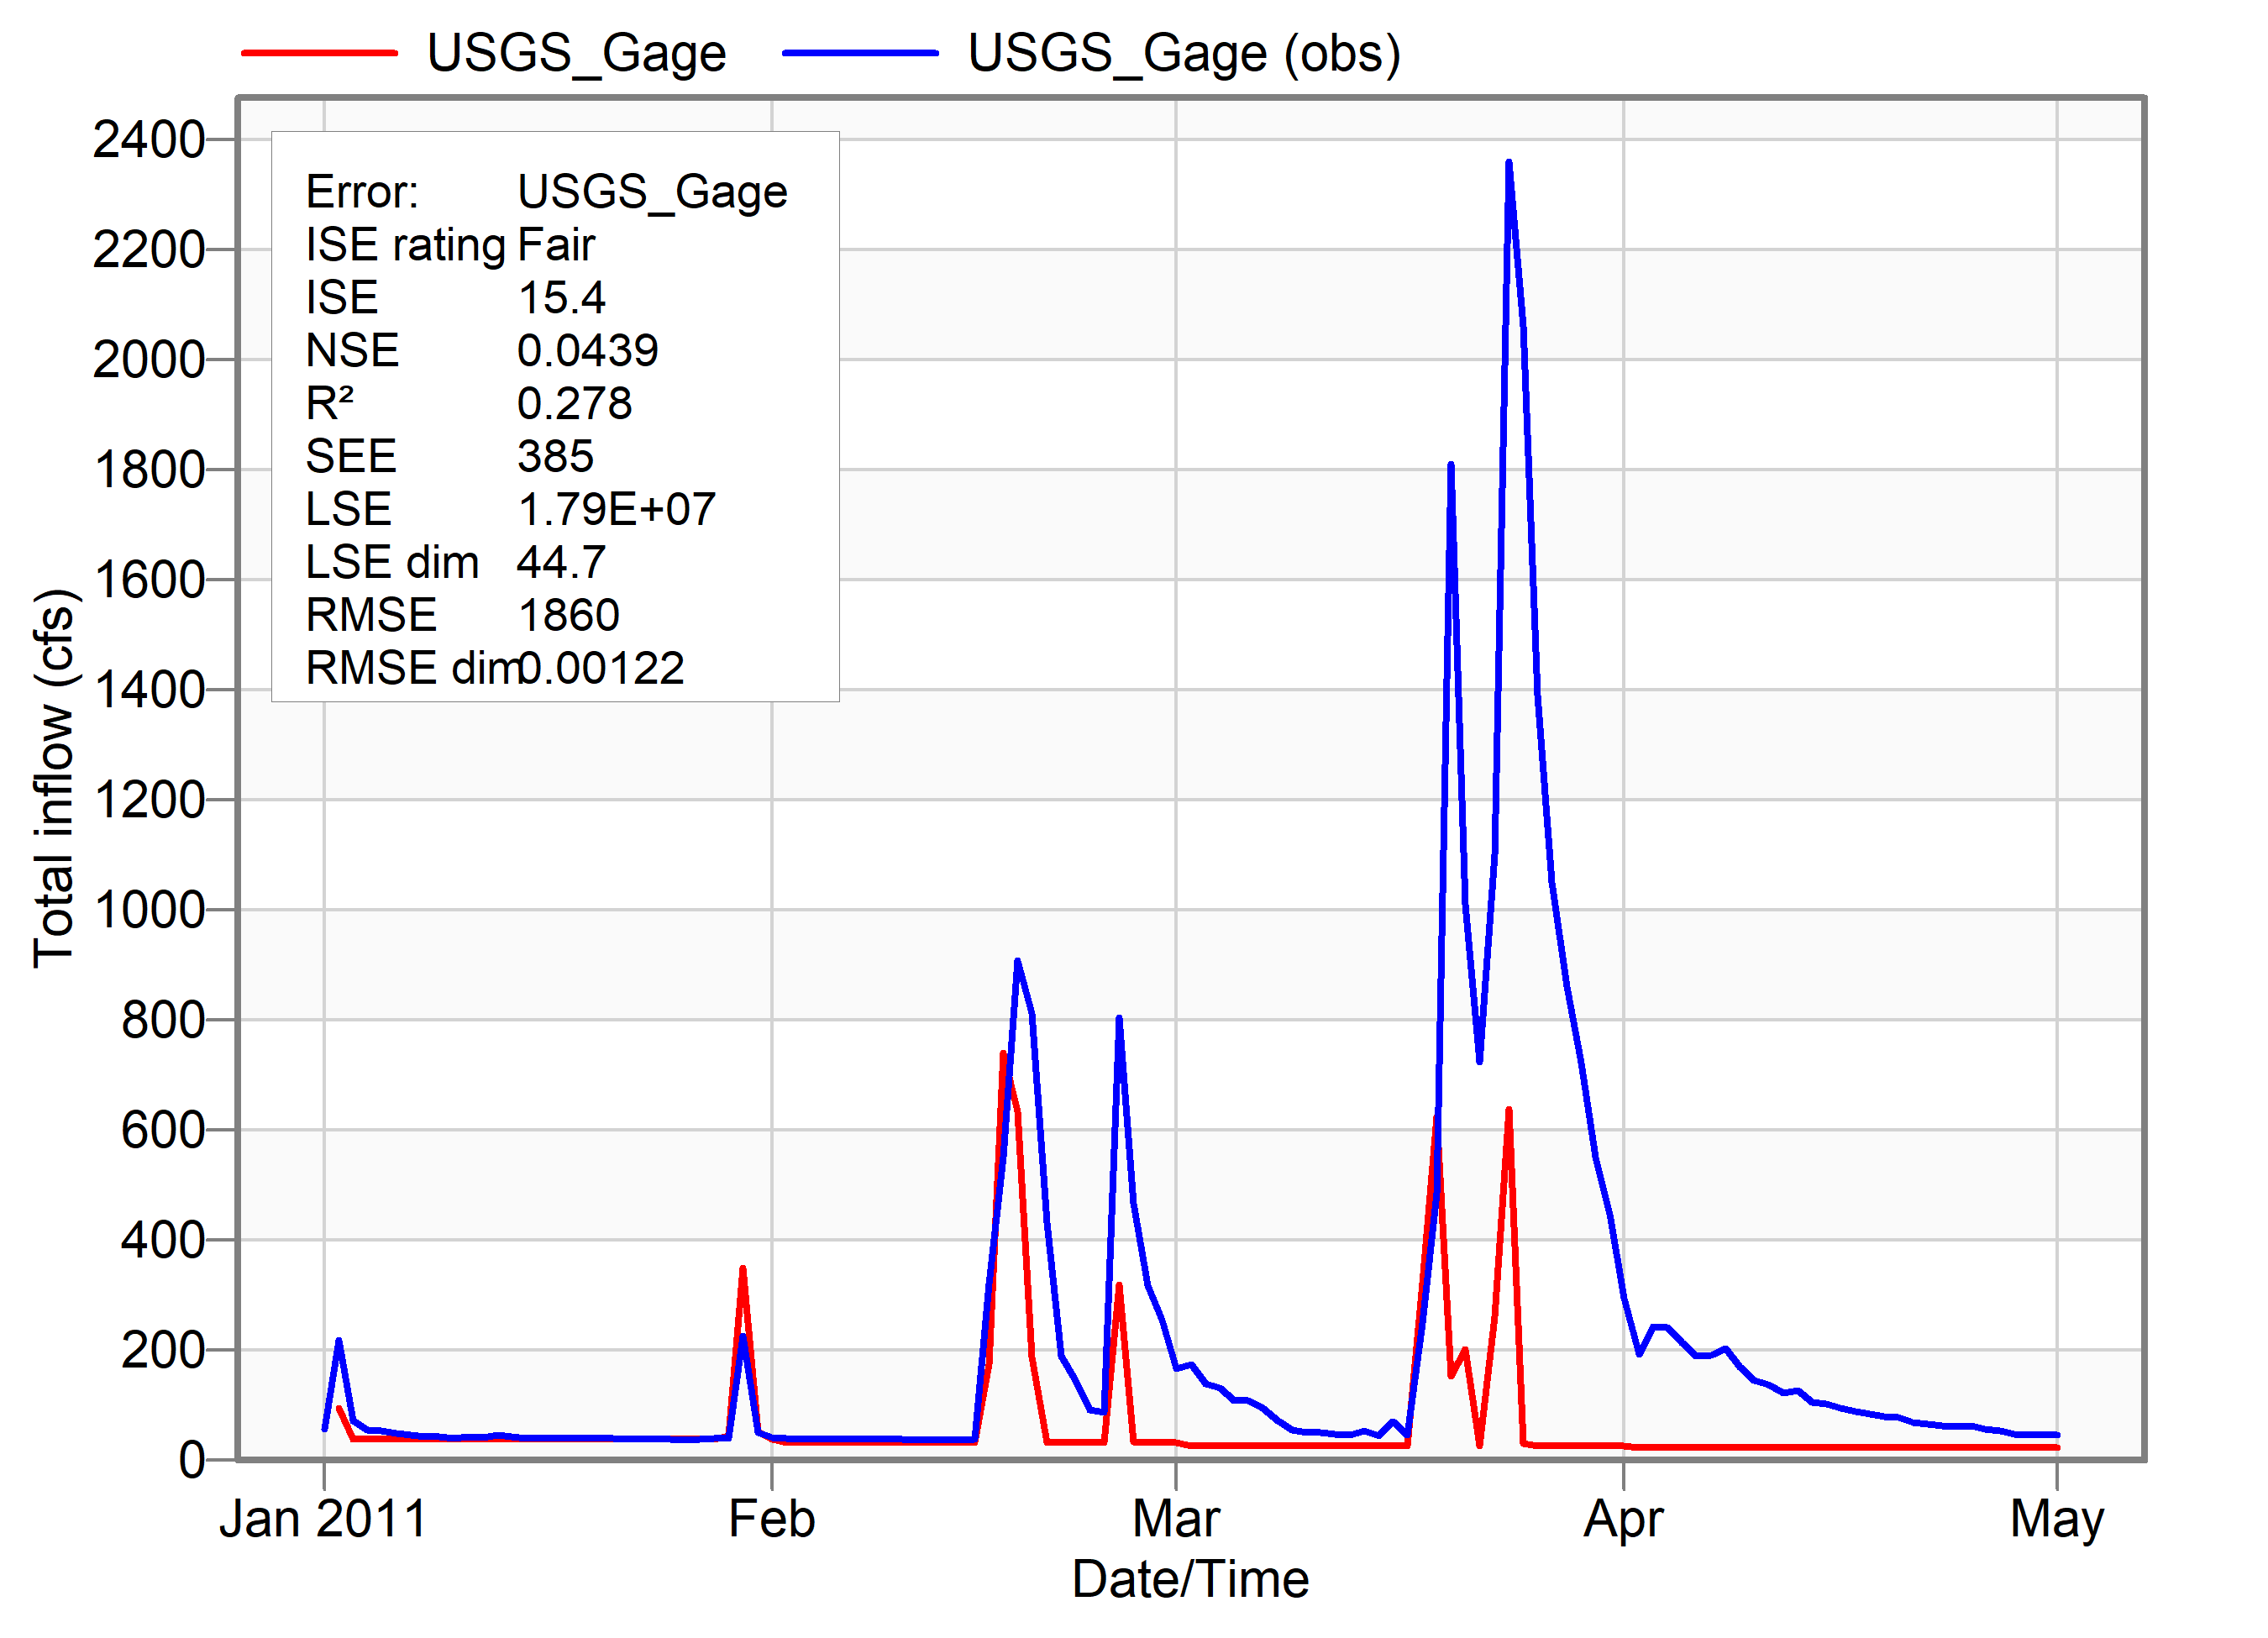 USGS_Gage USGS_Gage (obs)
2400
2200
2000
1800
1600
1400
1200
1000
800
600
400
200
0
Total inflow (cfs)
Error: USGS_Gage
ISE rating Fair
ISE 15.4
NSE 0.0439
R² 0.278
SEE 385
LSE 1.79E+07
LSE dim 44.7
RMSE 1860
RMSE dim 0.00122
Jan 2011 Feb Mar Apr May
Date/Time